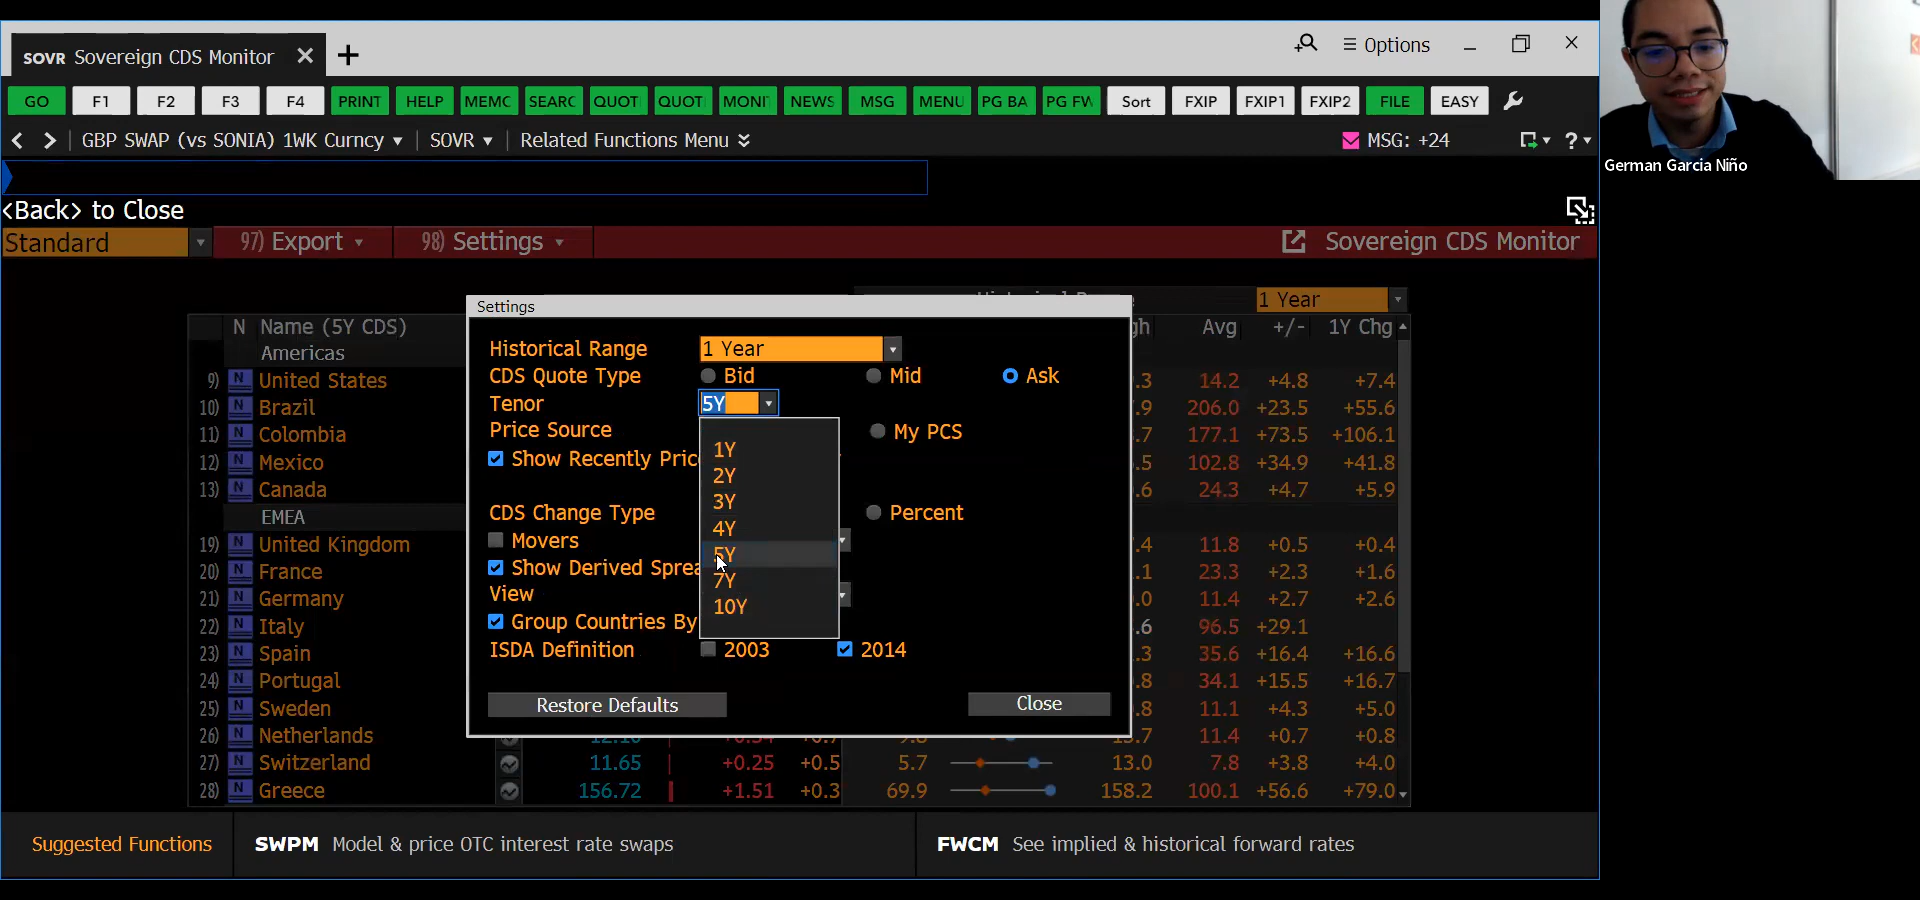 SOVR Sovereign CDS Monitor
Options
GO F1 F2 F3 F4 PRINT HELP MEMC SEARC QUOT QUOT MONI NEWS MSG MENU PG BA PG FW Sort FXIP FXIP1 FXIP2 FILE EASY
GBP SWAP (vs SONIA) 1WK Curncy SOVR Related Functions Menu MSG: +24 ?
German Garcia Niño
<Back> to Close
Standard 97) Export 98) Settings Sovereign CDS Monitor
Settings
1 Year
N Name (5Y CDS) gh Avg +/- 1Y Chg
Americas
Historical Range 1 Year
CDS Quote Type Bid Mid Ask
9) N United States .3 14.2 +4.8 +7.4
Tenor 5Y
10) N Brazil .9 206.0 +23.5 +55.6
Price Source My PCS
11) N Colombia .7 177.1 +73.5 +106.1
1Y
Show Recently Pric
12) N Mexico .5 102.8 +34.9 +41.8
2Y
13) N Canada .6 24.3 +4.7 +5.9
3Y
CDS Change Type Percent
EMEA
4Y
Movers
19) N United Kingdom .4 11.8 +0.5 +0.4
5Y
Show Derived Sprea
20) N France .1 23.3 +2.3 +1.6
7Y
View
21) N Germany .0 11.4 +2.7 +2.6
10Y
Group Countries By
22) N Italy .6 96.5 +29.1
ISDA Definition 2003 2014
23) N Spain .3 35.6 +16.4 +16.6
24) N Portugal .8 34.1 +15.5 +16.7
Restore Defaults Close
25) N Sweden .8 11.1 +4.3 +5.0
26) N Netherlands 11.4 +0.7 +0.8
27) N Switzerland 11.65 +0.25 +0.5 5.7 13.0 7.8 +3.8 +4.0
28) N Greece 156.72 +1.51 +0.3 69.9 158.2 100.1 +56.6 +79.0
Suggested Functions SWPM Model & price OTC interest rate swaps FWCM See implied & historical forward rates